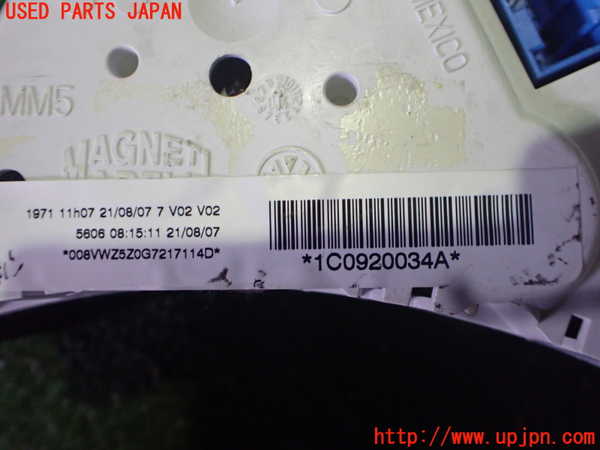 USED PARTS JAPAN
MEXICO
MM5
MAGNETI
1971 11h07 21/08/07 7 V02 V02
5606 08:15:11 21/08/07
*008VWZ5Z0G7217114D*
*1C0920034A*
http://www.upjpn.com/